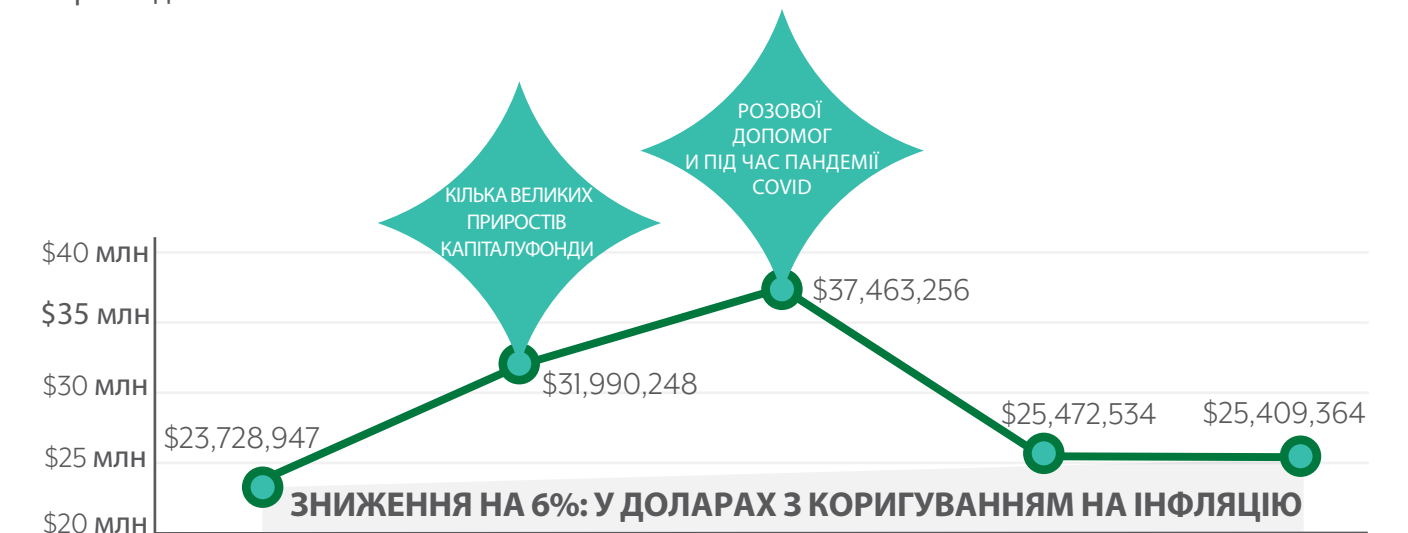 РОЗОВОЇ
ДОПОМОГ
И ПІД ЧАС ПАНДЕМІЇ
COVID
КІЛЬКА ВЕЛИКИХ
ПРИРОСТІВ
КАПІТАЛУФОНДИ
$40 млн
$35 млн
$30 млн
$25 млн
$20 млн
$23,728,947
$31,990,248
$37,463,256
$25,472,534
$25,409,364
ЗНИЖЕННЯ НА 6%: У ДОЛАРАХ З КОРИГУВАННЯМ НА ІНФЛЯЦІЮ